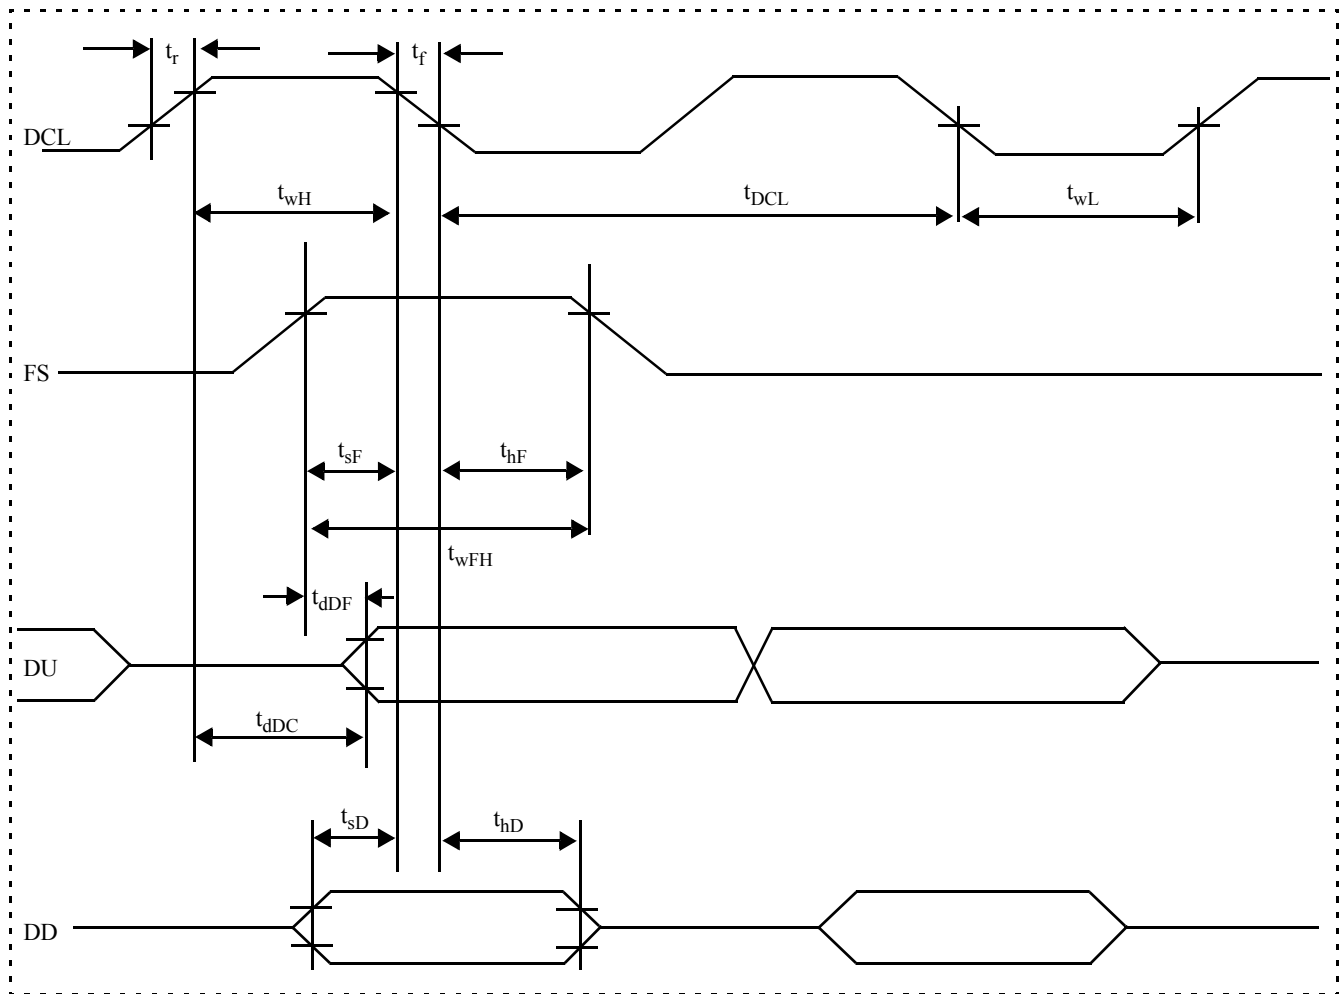 tr
tf
DCL
twH
tDCL
twL
FS
tsF
thF
twFH
tdDF
DU
tdDC
tsD
thD
DD